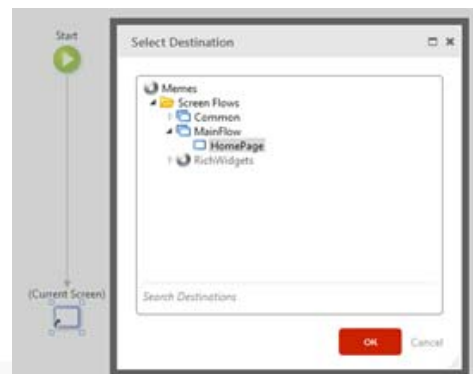 Start
Select Destination
Memes
Screen Flows
Common
MainFlow
HomePage
RichWidgets
(Current Screen)
Search Destinations
OK
Cancel